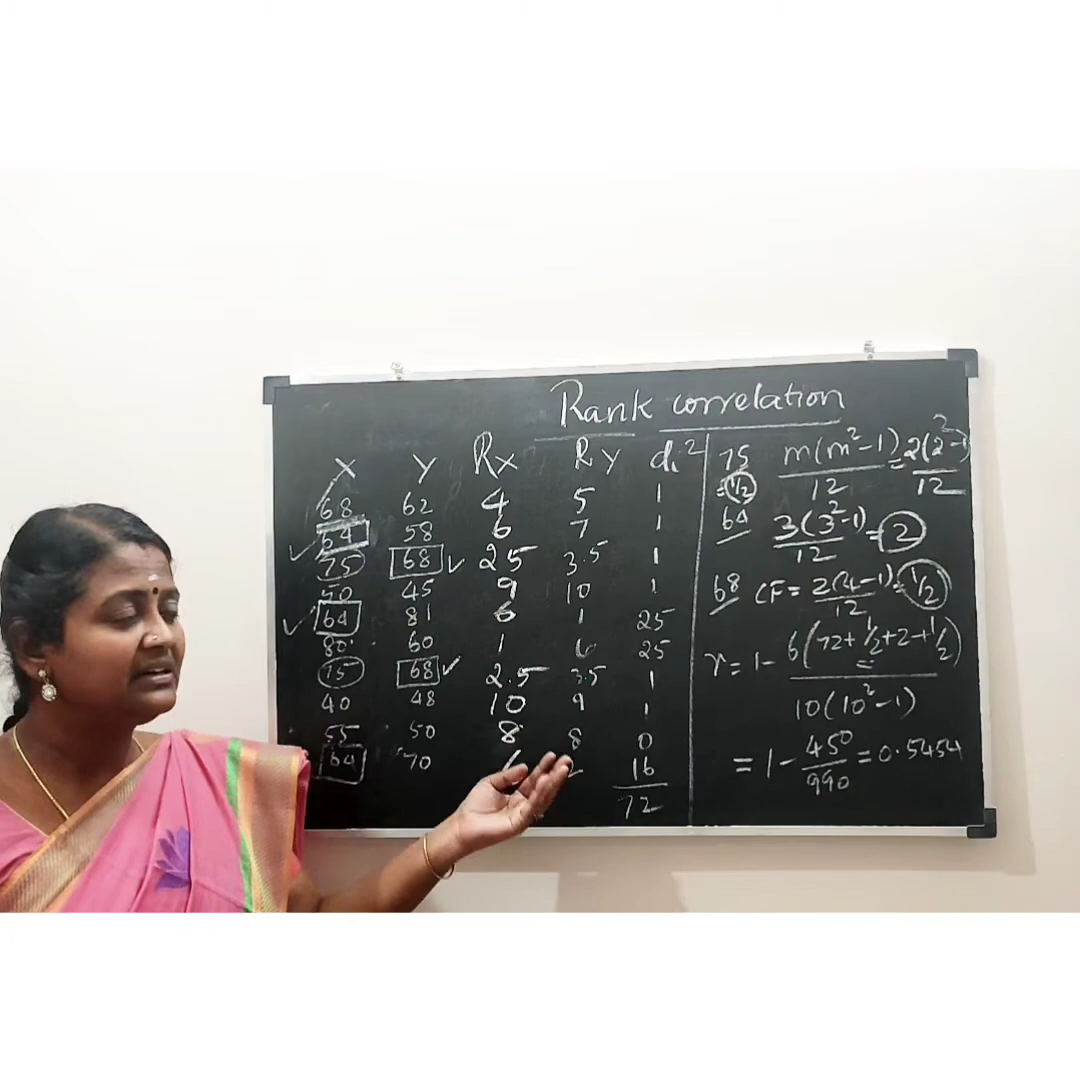 Rank correlation
X Y Rx Ry di²
68 62 4 5 1
64 58 6 7 1
75 68 25 3.5 1
50 45 9 10 1
64 81 6 1 25
80 60 1 6 25
75 68 2.5 3.5 1
40 48 10 9 1
55 50 8 8 0
64 70 2 16
72
75 m(m²-1)/12 = 2(2²-1)/12
= 1/2
64 3(3²-1)/12 = 2
68 CF = 2(4-1)/12 = 1/2
r = 1 - 6(72+1/2+2+1/2)/10(10²-1)
= 1 - 450/990 = 0.5454